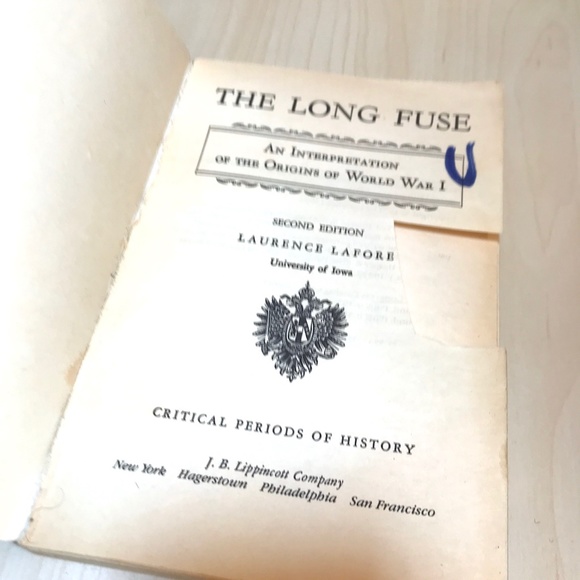 THE LONG FUSE
AN INTERPRETATION
OF THE ORIGINS OF WORLD WAR I
U
SECOND EDITION
LAURENCE LAFORE
University of Iowa
CRITICAL PERIODS OF HISTORY
J. B. Lippincott Company
New York Hagerstown Philadelphia San Francisco